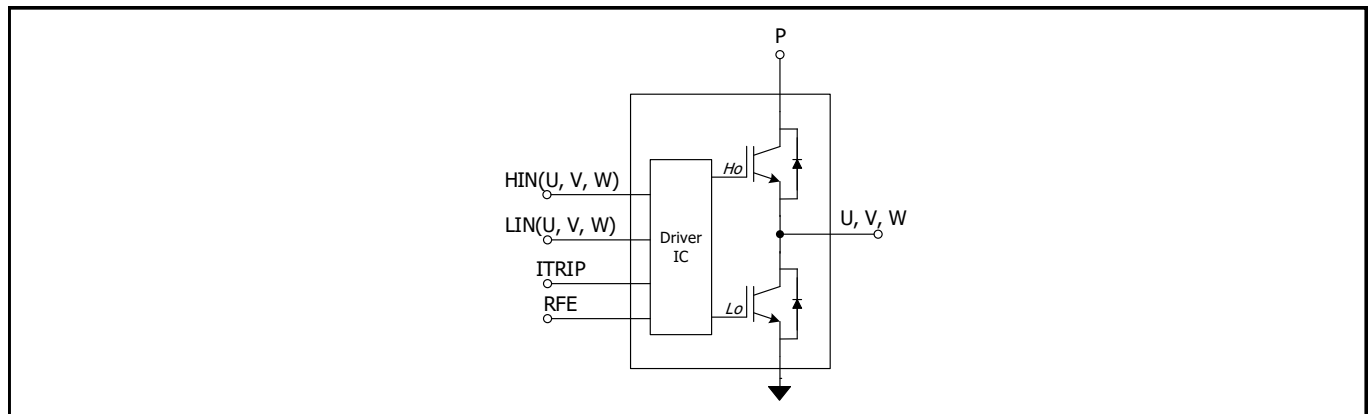 P
Ho
HIN(U, V, W)
U, V, W
LIN(U, V, W)
Driver
IC
ITRIP
RFE
Lo